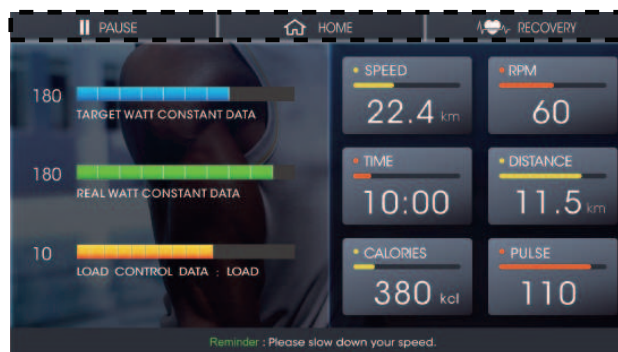 PAUSE HOME RECOVERY
180
TARGET WATT CONSTANT DATA
180
REAL WATT CONSTANT DATA
10
LOAD CONTROL DATA : LOAD
SPEED
22.4 km
RPM
60
TIME
10:00
DISTANCE
11.5 km
CALORIES
380 kcl
PULSE
110
Reminder : Please slow down your speed.